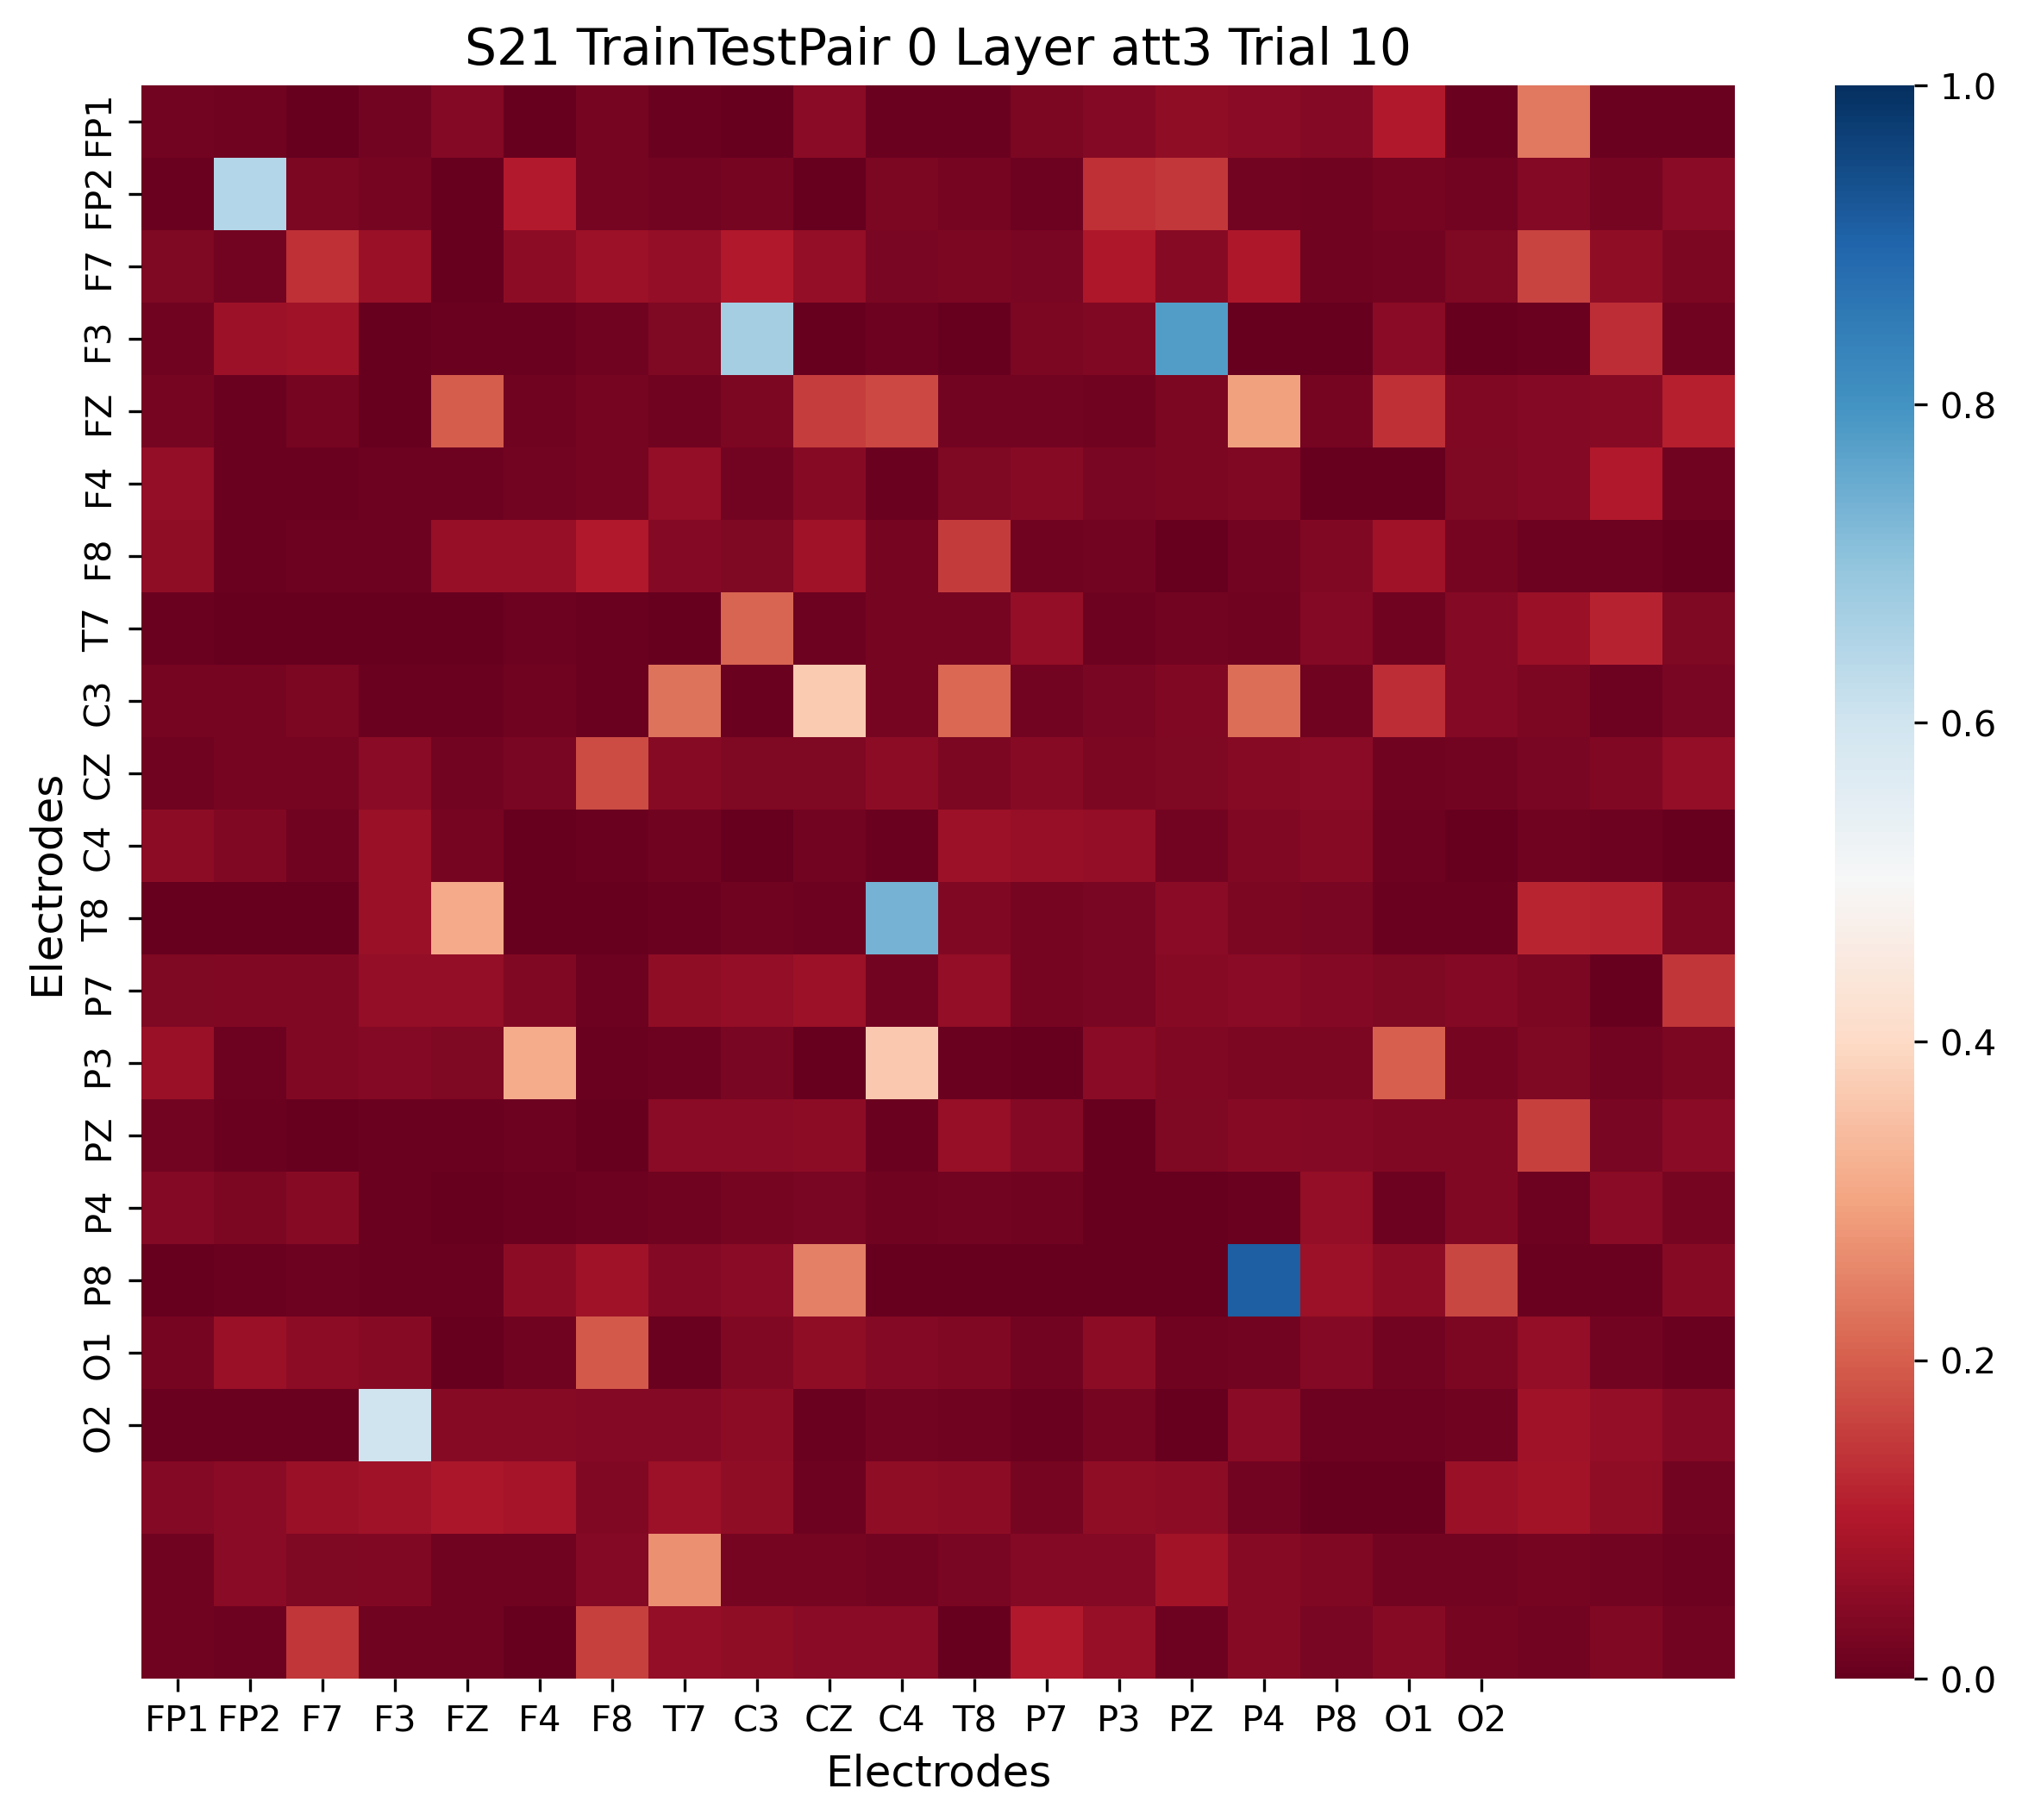 S21 TrainTestPair 0 Layer att3 Trial 10
Electrodes
FP1
FP2
F7
F3
FZ
F4
F8
T7
C3
CZ
C4
T8
P7
P3
PZ
P4
P8
O1
O2
FP1 FP2 F7 F3 FZ F4 F8 T7 C3 CZ C4 T8 P7 P3 PZ P4 P8 O1 O2
Electrodes
1.0
0.8
0.6
0.4
0.2
0.0